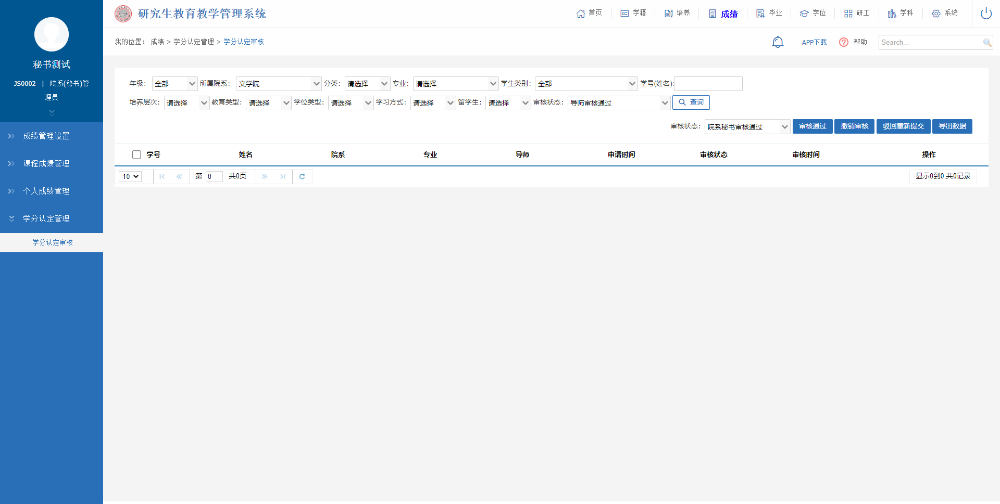 研究生教育教学管理系统
首页 学籍 培养 成绩 毕业 学位 研工 学科 系统
秘书测试
JS0002 | 院系(秘书)管
理员
我的位置： 成绩 > 学分认定管理 > 学分认定审核
APP下载 帮助 Search...
成绩管理设置
课程成绩管理
个人成绩管理
学分认定管理
学分认定审核
年级： 全部 所属院系： 文学院 分类： 请选择 专业： 请选择 学生类别： 全部 学号(姓名):
培养层次： 请选择 教育类型： 请选择 学位类型： 请选择 学习方式： 请选择 留学生： 请选择 审核状态： 导师审核通过 查询
审核状态： 院系秘书审核通过 审核通过 撤销审核 驳回重新提交 导出数据
学号 姓名 院系 专业 导师 申请时间 审核状态 审核时间 操作
10 第 0 共0页 显示0到0,共0记录